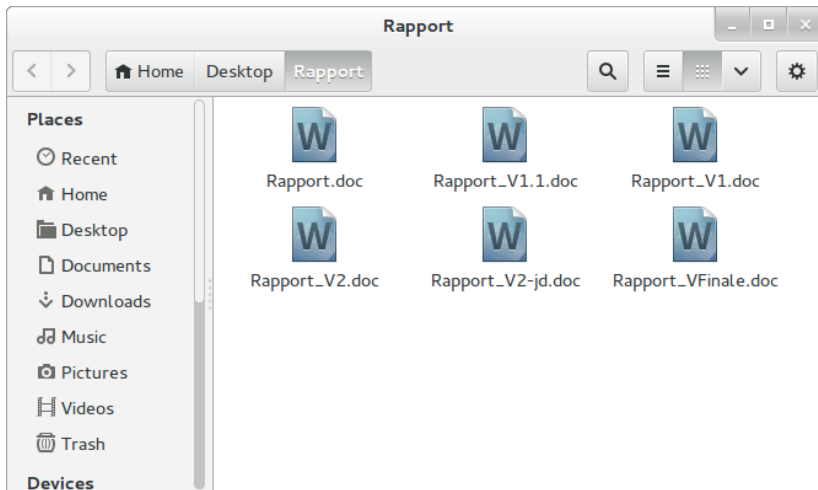 Rapport
Home Desktop Rapport
Places
Recent
Home
Desktop
Documents
Downloads
Music
Pictures
Videos
Trash
Devices
W W W
Rapport.doc Rapport_V1.1.doc Rapport_V1.doc
W W W
Rapport_V2.doc Rapport_V2-jd.doc Rapport_VFinale.doc